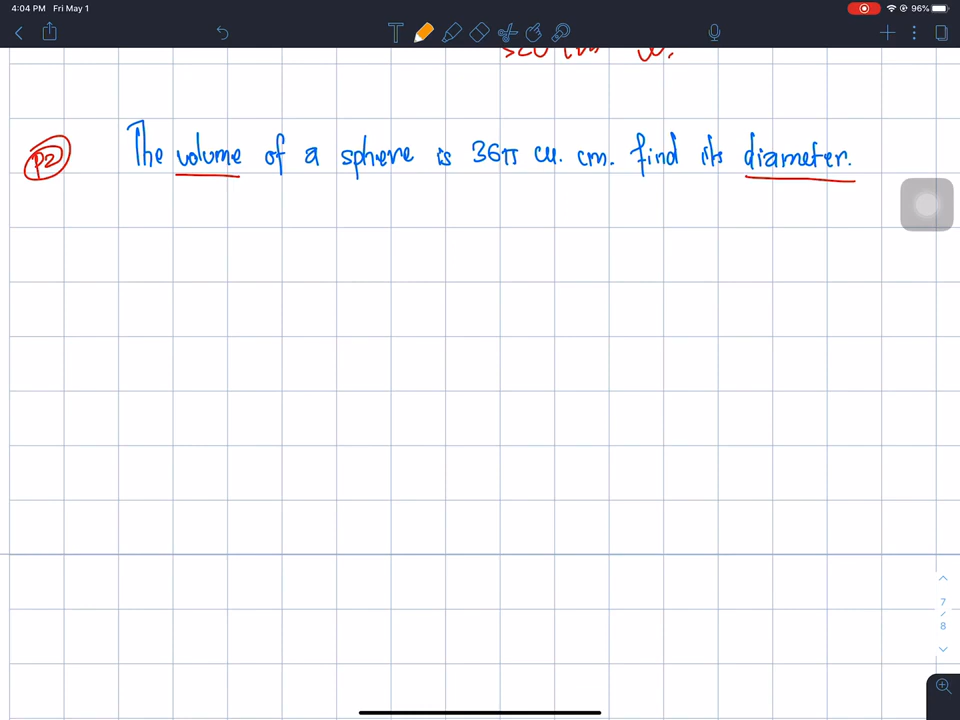 4:04 PM Fri May 1 96%
T
P2 The volume of a sphere is 36π cu. cm. find its diameter.
7
/
8